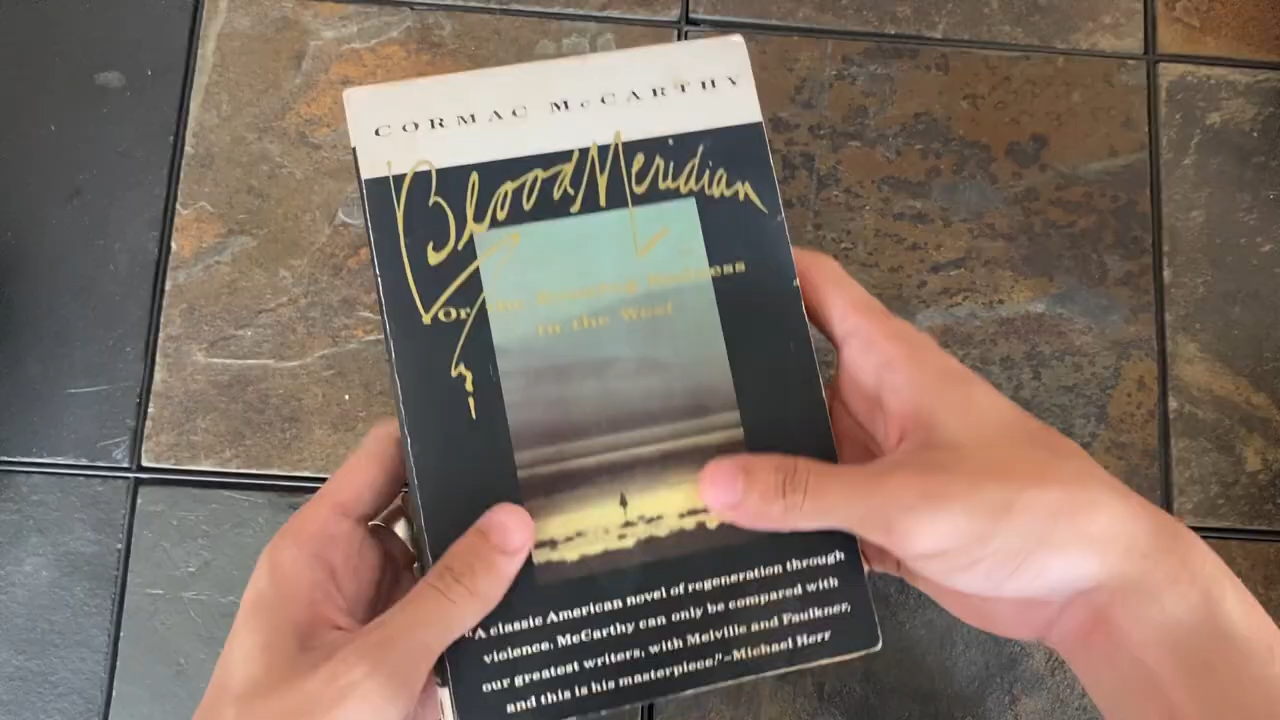 CORMAC McCARTHY
Blood Meridian
Or the Evening Redness
in the West
"A classic American novel of regeneration through
violence. McCarthy can only be compared with
our greatest writers, with Melville and Faulkner,
and this is his masterpiece."–Michael Herr